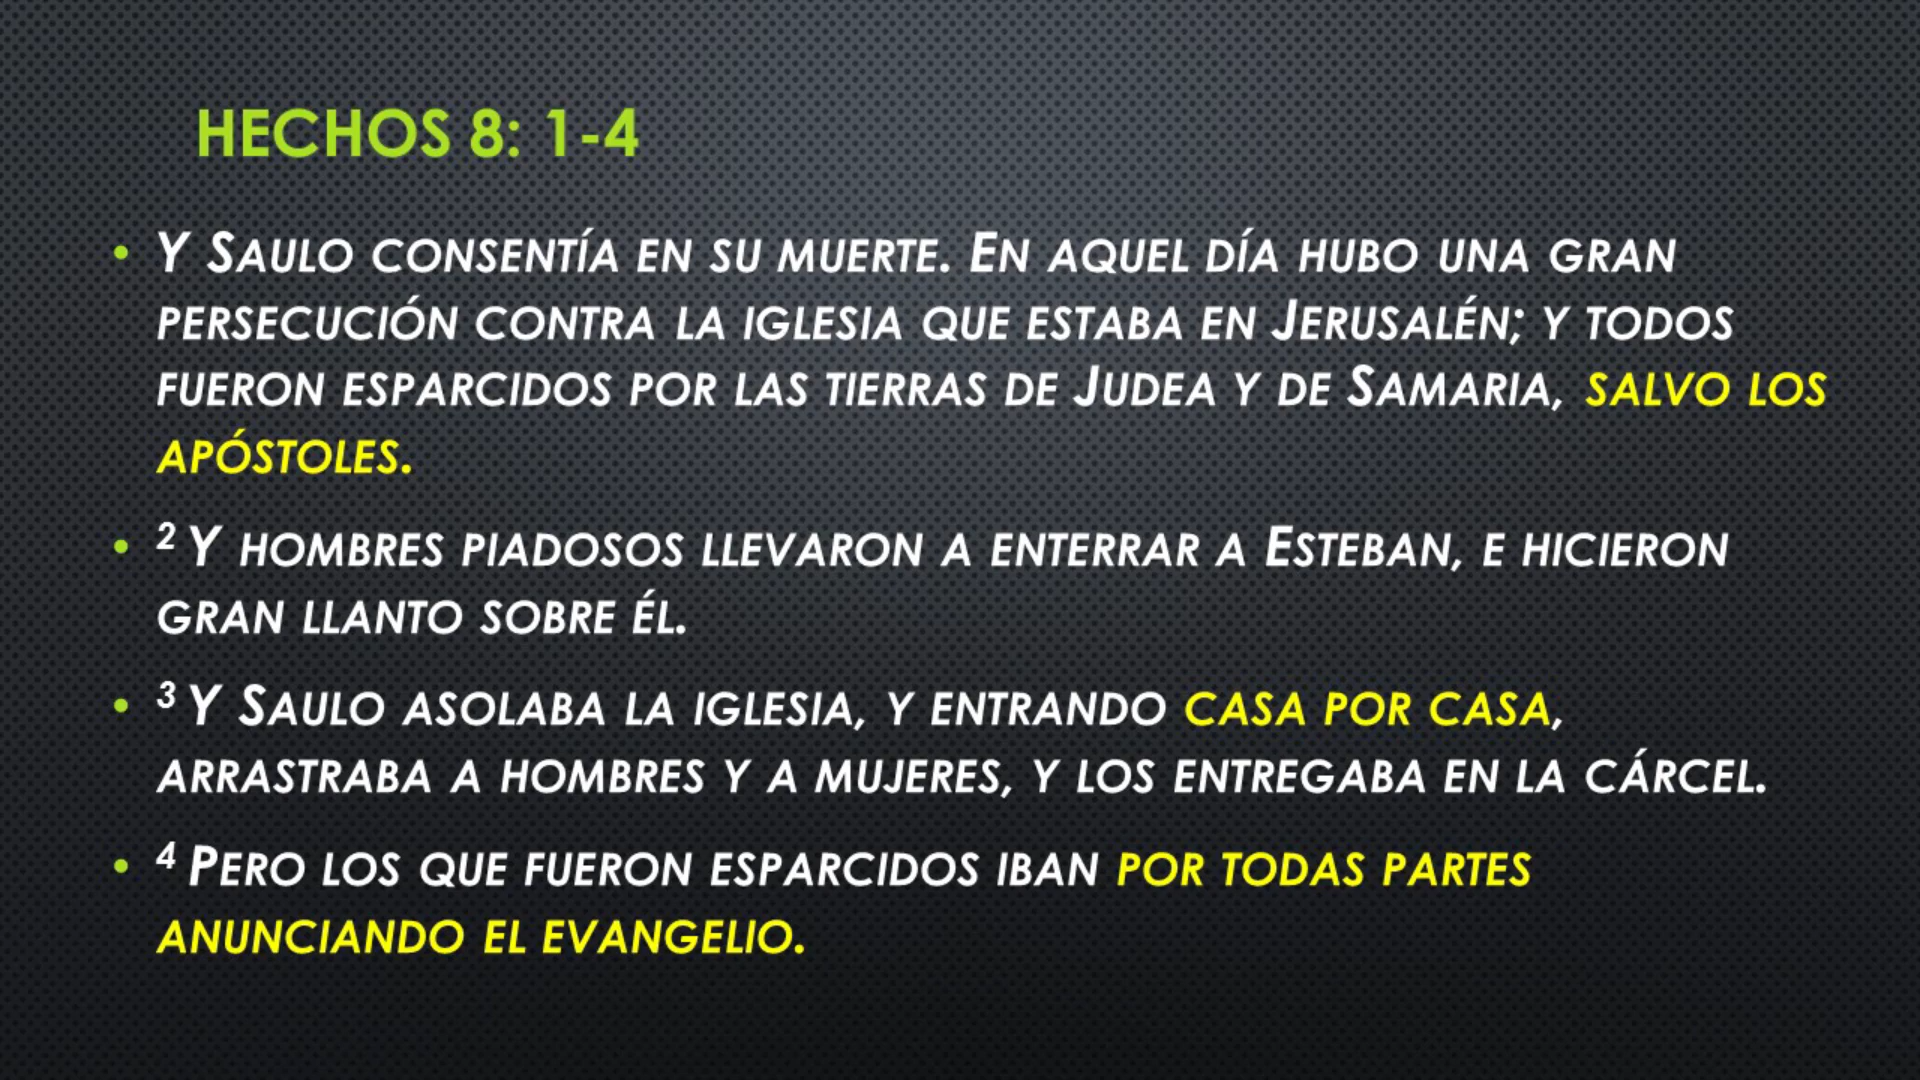 HECHOS 8: 1-4
• Y Saulo consentía en su muerte. En aquel día hubo una gran
persecución contra la iglesia que estaba en Jerusalén; y todos
fueron esparcidos por las tierras de Judea y de Samaria, salvo los
apóstoles.
• 2 Y hombres piadosos llevaron a enterrar a Esteban, e hicieron
gran llanto sobre él.
• 3 Y Saulo asolaba la iglesia, y entrando casa por casa,
arrastraba a hombres y a mujeres, y los entregaba en la cárcel.
• 4 Pero los que fueron esparcidos iban por todas partes
anunciando el evangelio.